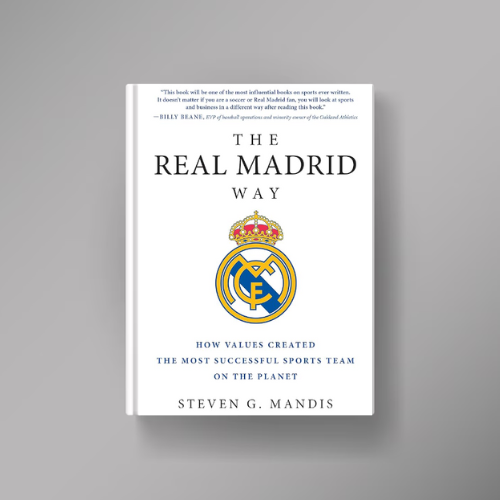 "This book will be one of the most influential books on sports ever written.
It doesn't matter if you are a soccer or Real Madrid fan, you will look at sports
and business in a different way after reading this book."
—BILLY BEANE, EVP of baseball operations and minority owner of the Oakland Athletics
THE
REAL MADRID
WAY
MCF
HOW VALUES CREATED
THE MOST SUCCESSFUL SPORTS TEAM
ON THE PLANET
STEVEN G. MANDIS